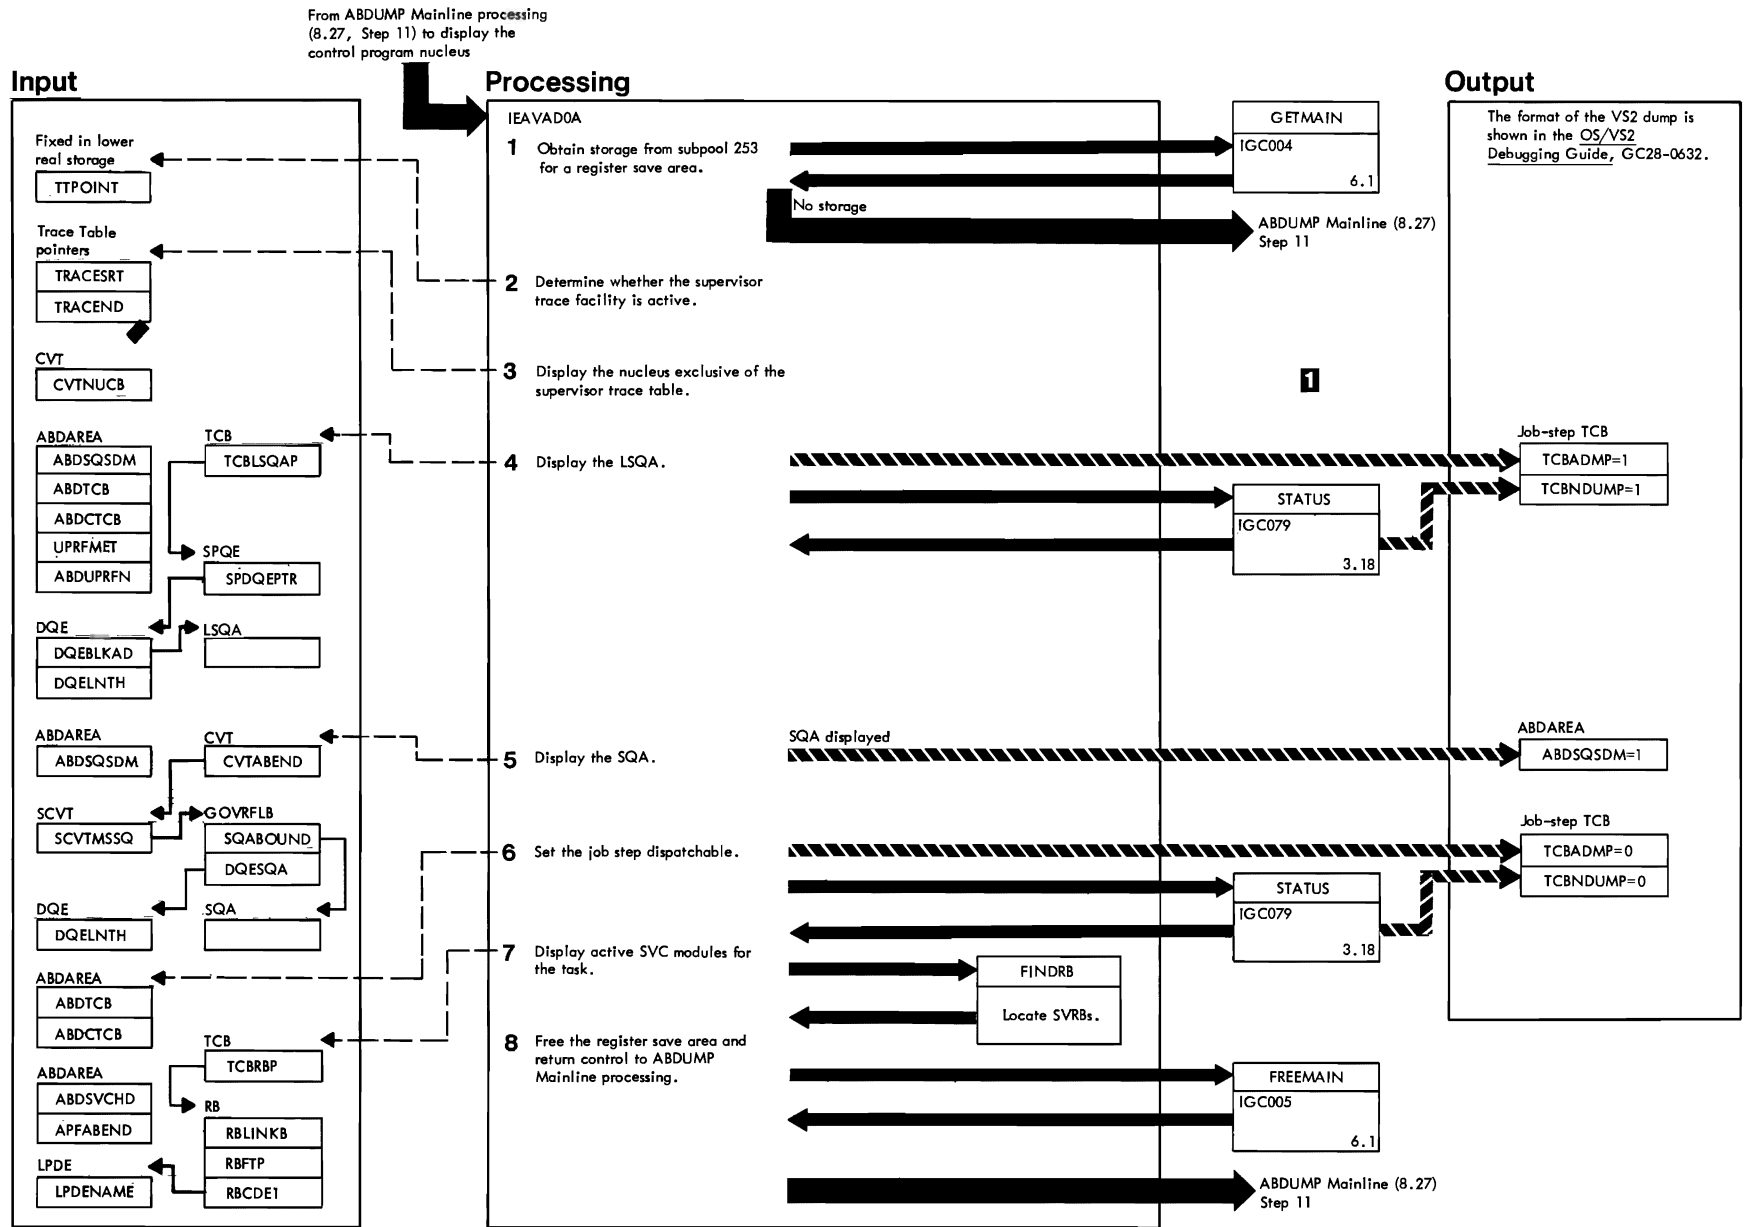 From ABDUMP Mainline processing
(8.27, Step 11) to display the
control program nucleus
Input
Processing
Output
Fixed in lower
real storage
TTPOINT
Trace Table
pointers
TRACESRT
TRACEND
CVT
CVTNUCB
ABDAREA
ABDSQSDM
ABDTCB
ABDCTCB
UPRFMET
ABDUPRFN
TCB
TCBLSQAP
SPQE
SPDQEPTR
DQE
DQEBLKAD
DQELNTH
LSQA
ABDAREA
ABDSQSDM
CVT
CVTABEND
SCVT
SCVTMSSQ
GOVRFLB
SQABOUND
DQESQA
DQE
DQELNTH
SQA
ABDAREA
ABDTCB
ABDCTCB
TCB
TCBRBP
ABDAREA
ABDSVCHD
APFABEND
RB
RBLINKB
RBFTP
RBCDE1
LPDE
LPDENAME
IEAVAD0A
1 Obtain storage from subpool 253
for a register save area.
GETMAIN
IGC004
6.1
No storage
ABDUMP Mainline (8.27)
Step 11
2 Determine whether the supervisor
trace facility is active.
3 Display the nucleus exclusive of the
supervisor trace table.
1
4 Display the LSQA.
STATUS
IGC079
3.18
5 Display the SQA.
SQA displayed
6 Set the job step dispatchable.
STATUS
IGC079
3.18
7 Display active SVC modules for
the task.
FINDRB
Locate SVRBs.
8 Free the register save area and
return control to ABDUMP
Mainline processing.
FREEMAIN
IGC005
6.1
ABDUMP Mainline (8.27)
Step 11
The format of the VS2 dump is
shown in the OS/VS2
Debugging Guide, GC28-0632.
Job-step TCB
TCBADMP=1
TCBNDUMP=1
ABDAREA
ABDSQSDM=1
Job-step TCB
TCBADMP=0
TCBNDUMP=0